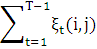 ∑_{t=1}^{T-1} ξ_t(i,j)